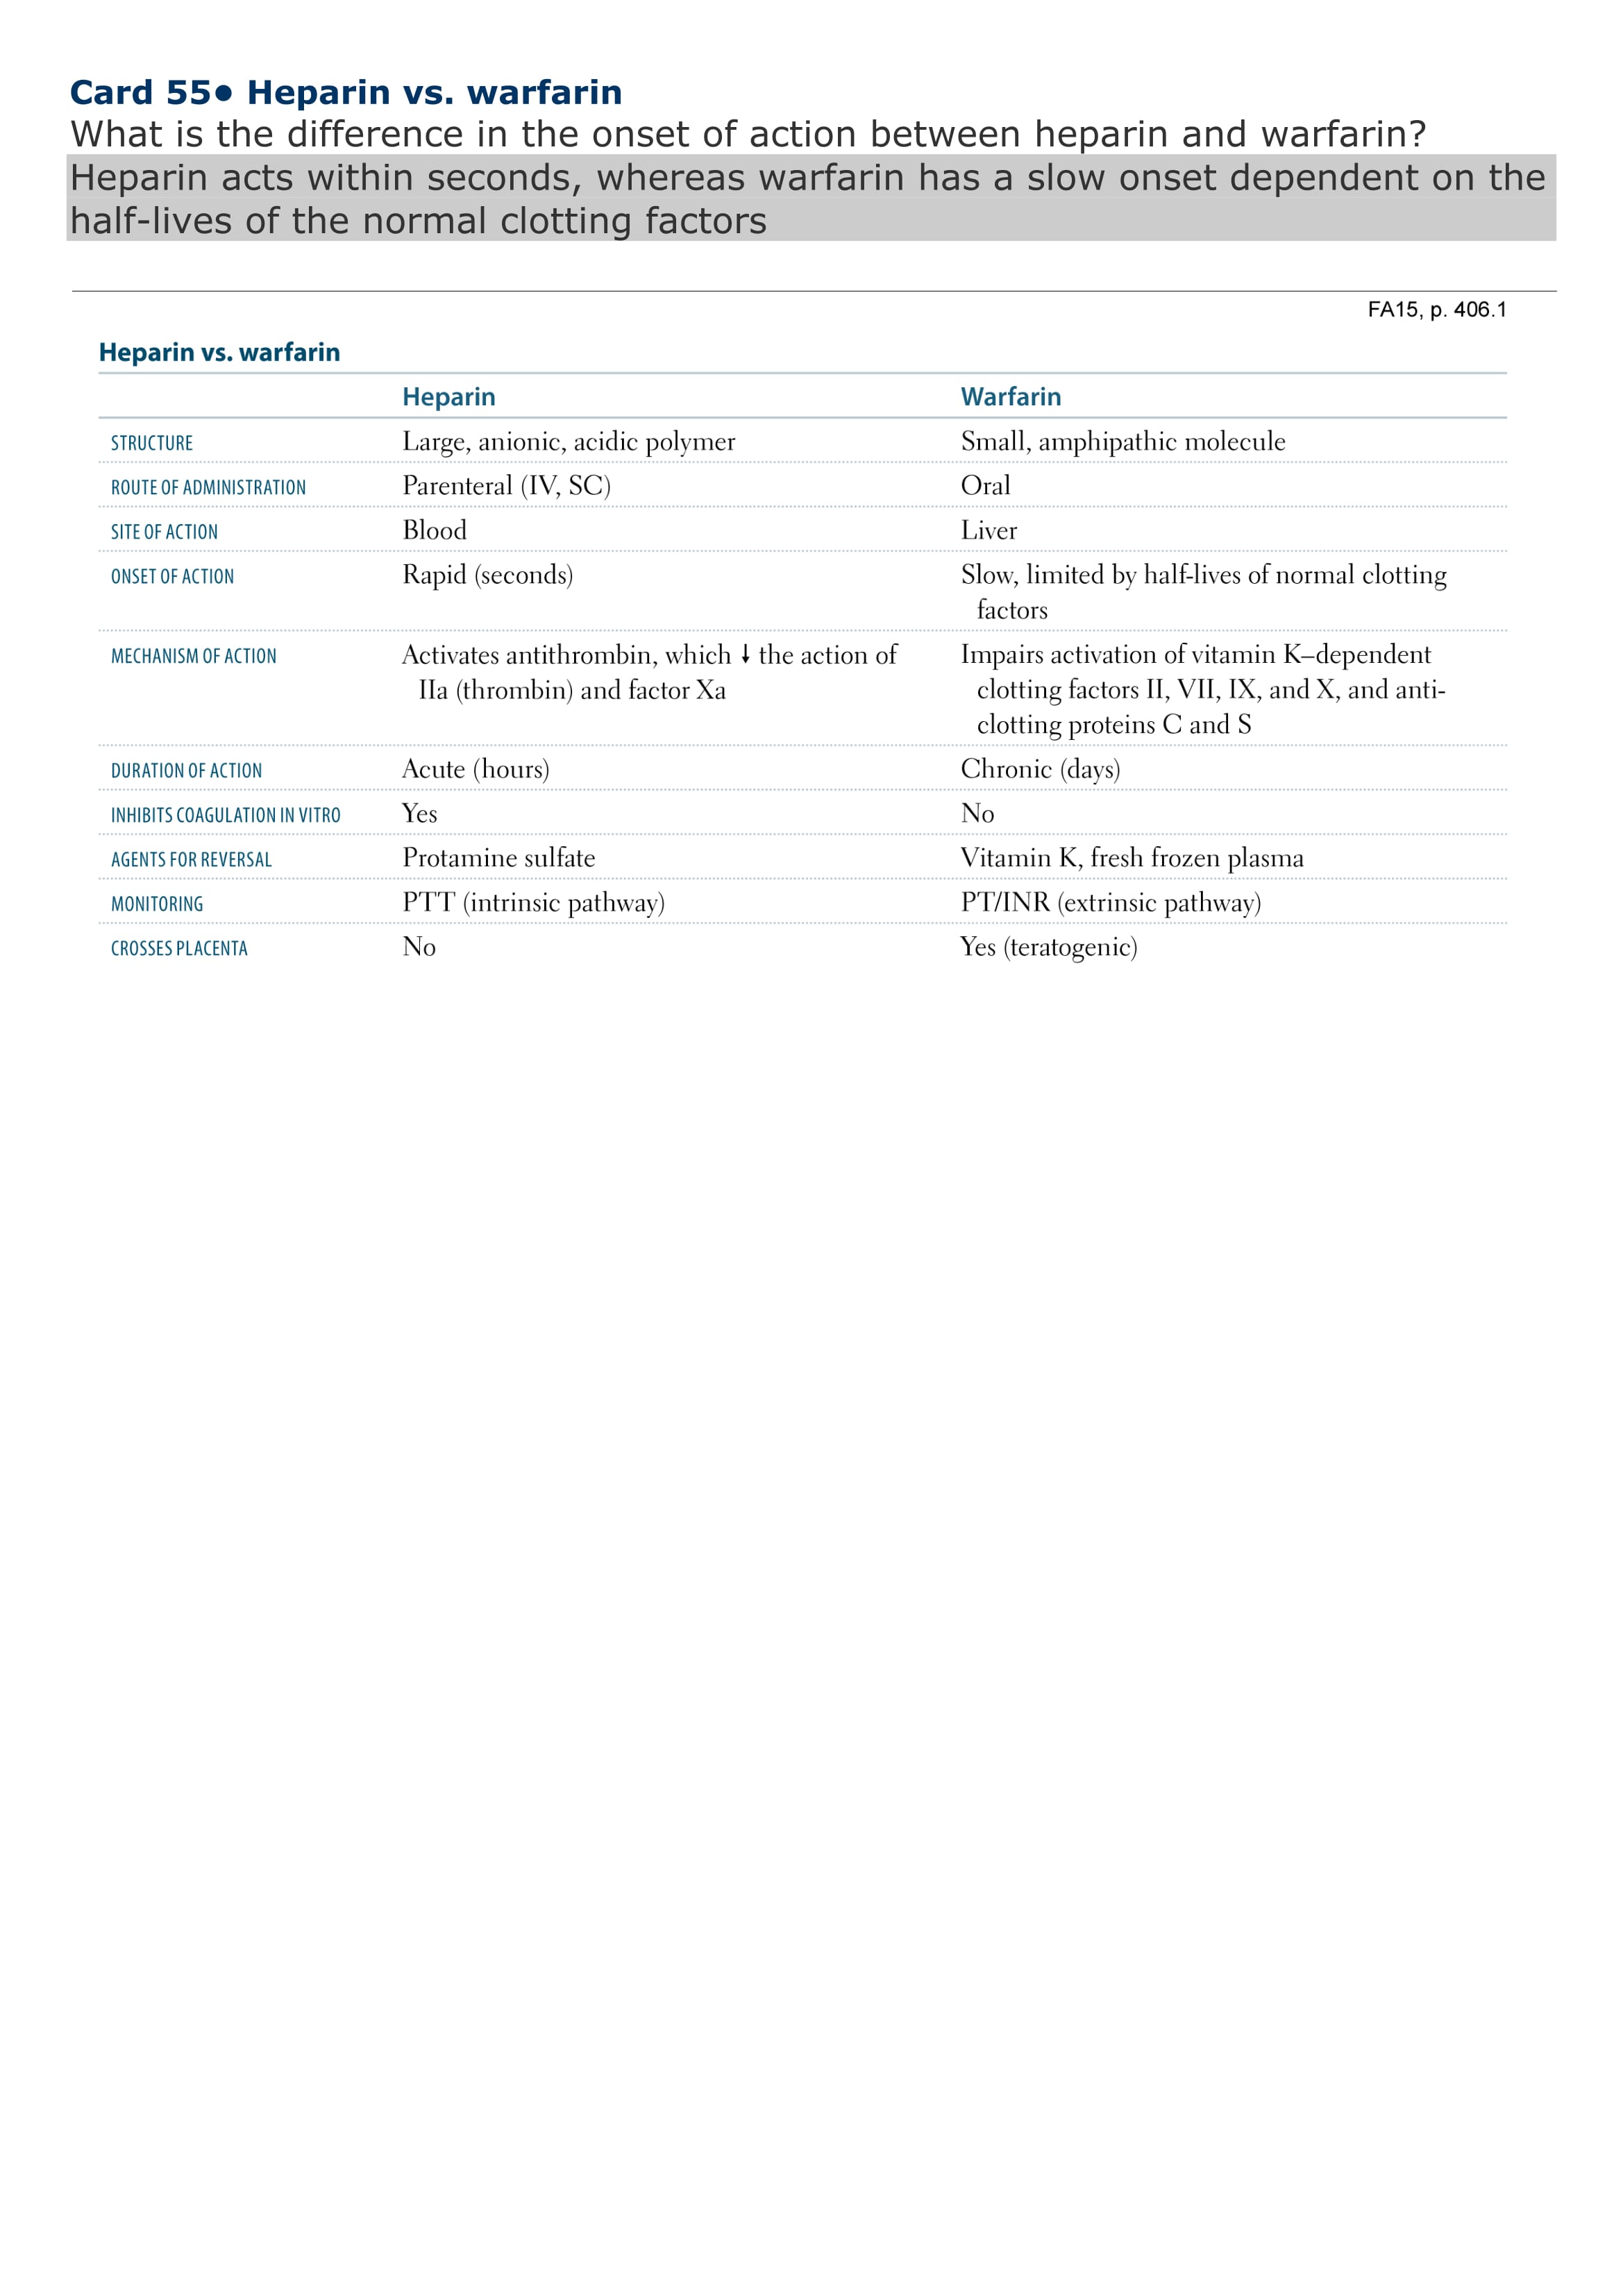 Card 55● Heparin vs. warfarin
What is the difference in the onset of action between heparin and warfarin?
Heparin acts within seconds, whereas warfarin has a slow onset dependent on the
half-lives of the normal clotting factors
FA15, p. 406.1
Heparin vs. warfarin
Heparin Warfarin
STRUCTURE Large, anionic, acidic polymer Small, amphipathic molecule
ROUTE OF ADMINISTRATION Parenteral (IV, SC) Oral
SITE OF ACTION Blood Liver
ONSET OF ACTION Rapid (seconds) Slow, limited by half-lives of normal clotting
factors
MECHANISM OF ACTION Activates antithrombin, which ↓ the action of Impairs activation of vitamin K–dependent
IIa (thrombin) and factor Xa clotting factors II, VII, IX, and X, and anti-
clotting proteins C and S
DURATION OF ACTION Acute (hours) Chronic (days)
INHIBITS COAGULATION IN VITRO Yes No
AGENTS FOR REVERSAL Protamine sulfate Vitamin K, fresh frozen plasma
MONITORING PTT (intrinsic pathway) PT/INR (extrinsic pathway)
CROSSES PLACENTA No Yes (teratogenic)